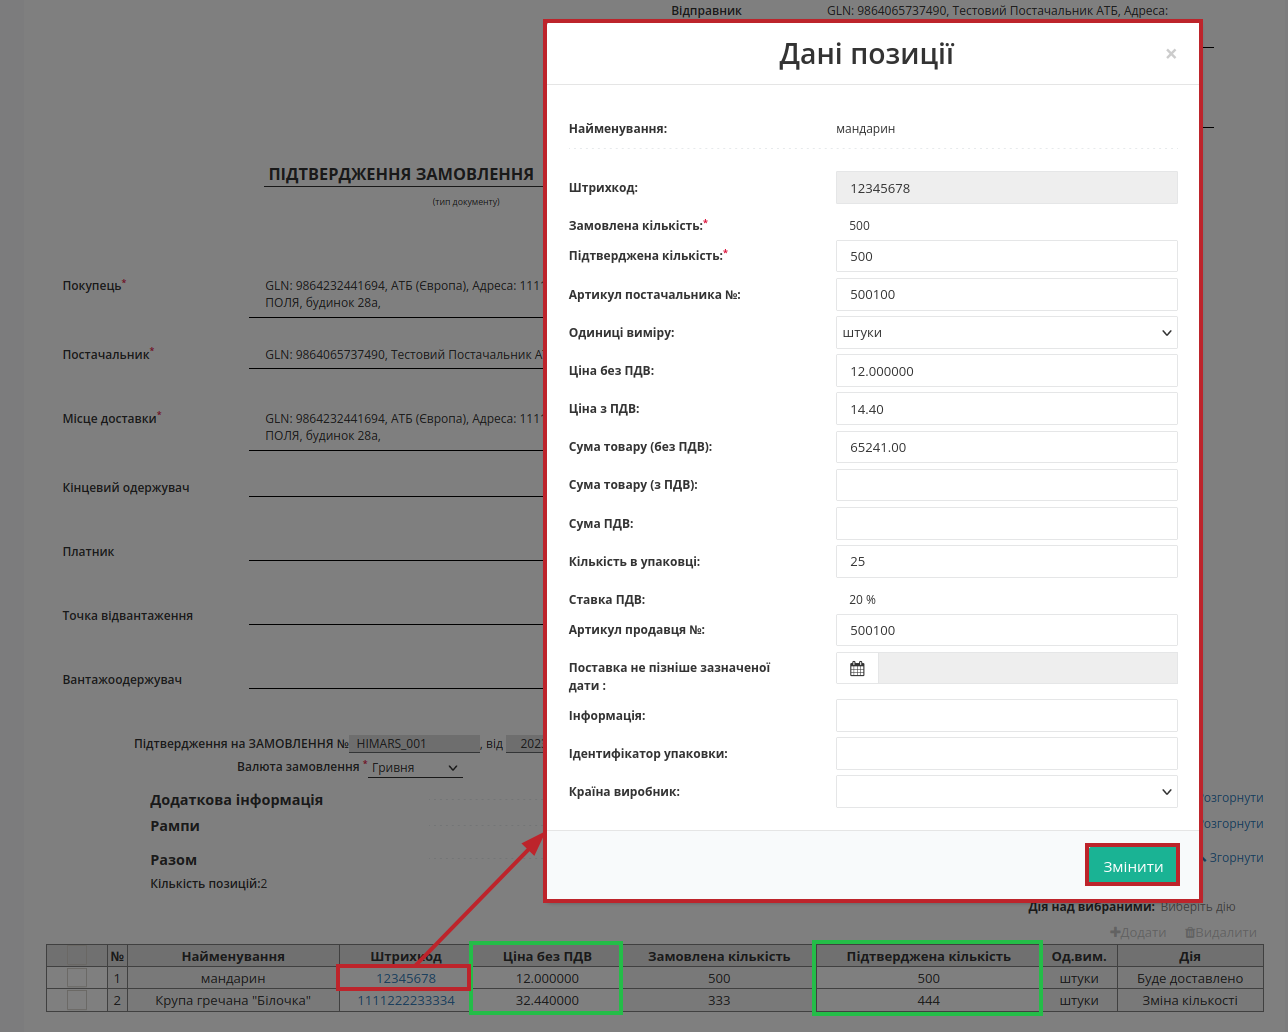 Відправник GLN: 9864065737490, Тестовий Постачальник АТБ, Адреса:
ПІДТВЕРДЖЕННЯ ЗАМОВЛЕННЯ
(тип документу)
Покупець* GLN: 9864232441694, АТБ (Європа), Адреса: 1111
ПОЛЯ, будинок 28а,
Постачальник* GLN: 9864065737490, Тестовий Постачальник А
Місце доставки* GLN: 9864232441694, АТБ (Європа), Адреса: 1111
ПОЛЯ, будинок 28а,
Кінцевий одержувач
Платник
Точка відвантаження
Вантажоодержувач
Підтвердження на ЗАМОВЛЕННЯ № HIMARS_001, від 202
Валюта замовлення * Гривня
Додаткова інформація
Рампи
Разом
Кількість позицій:2
Дані позиції ×
Найменування: мандарин
Штрихкод: 12345678
Замовлена кількість:* 500
Підтверджена кількість:* 500
Артикул постачальника №: 500100
Одиниці виміру: штуки
Ціна без ПДВ: 12.000000
Ціна з ПДВ: 14.40
Сума товару (без ПДВ): 65241.00
Сума товару (з ПДВ):
Сума ПДВ:
Кількість в упаковці: 25
Ставка ПДВ: 20 %
Артикул продавця №: 500100
Поставка не пізніше зазначеної
дати :
Інформація:
Ідентифікатор упаковки:
Країна виробник:
Змінити
озгорнути
озгорнути
Згорнути
Дія над вибраними: Виберіть дію
Додати Видалити
№ Найменування Штрихкод Ціна без ПДВ Замовлена кількість Підтверджена кількість Од.вим. Дія
1 мандарин 12345678 12.000000 500 500 штуки Буде доставлено
2 Крупа гречана "Білочка" 1111222233334 32.440000 333 444 штуки Зміна кількості